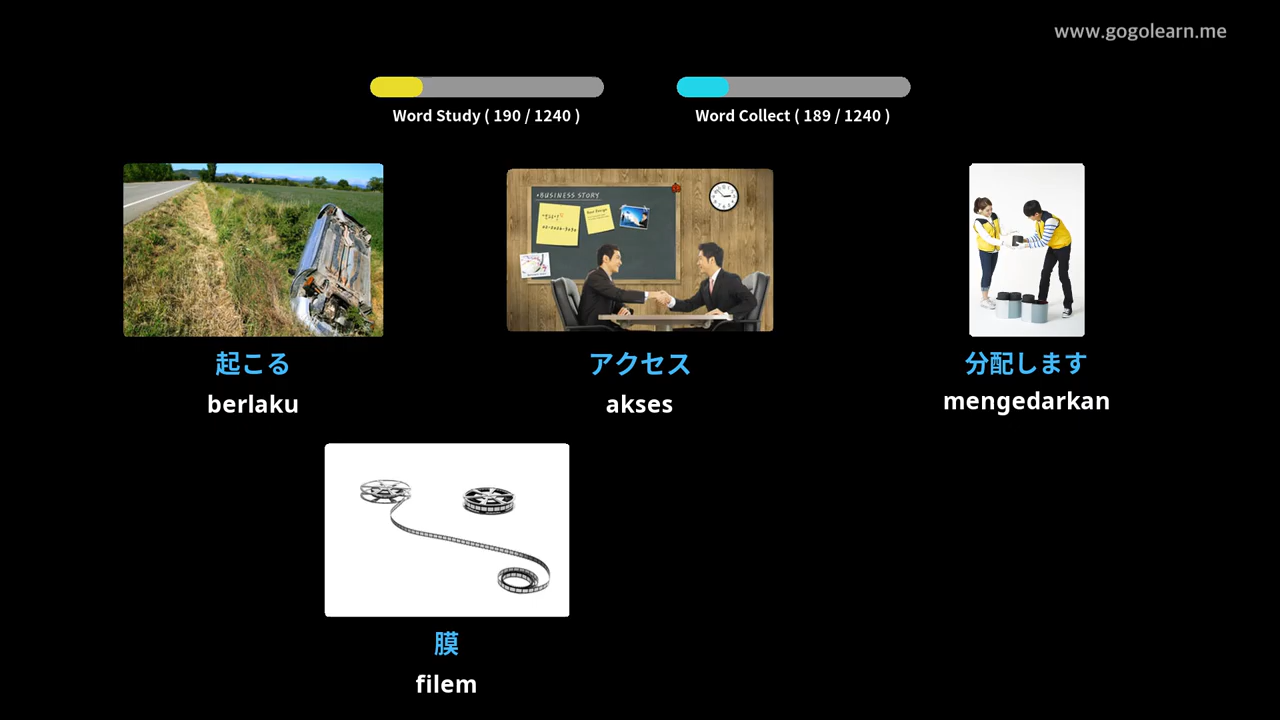 www.gogolearn.me
Word Study ( 190 / 1240 )
Word Collect ( 189 / 1240 )
•BUSINESS STORY
起こる
アクセス
分配します
berlaku
akses
mengedarkan
膜
filem